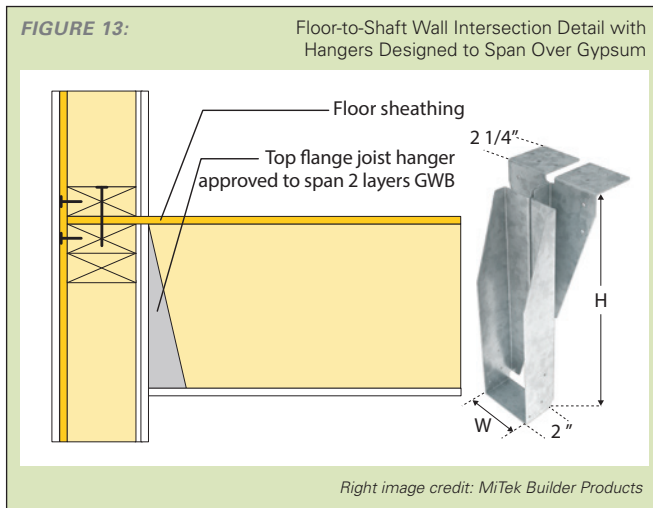 FIGURE 13:
Floor-to-Shaft Wall Intersection Detail with
Hangers Designed to Span Over Gypsum
Floor sheathing
Top flange joist hanger
approved to span 2 layers GWB
2 1/4”
H
W
2 ”
Right image credit: MiTek Builder Products